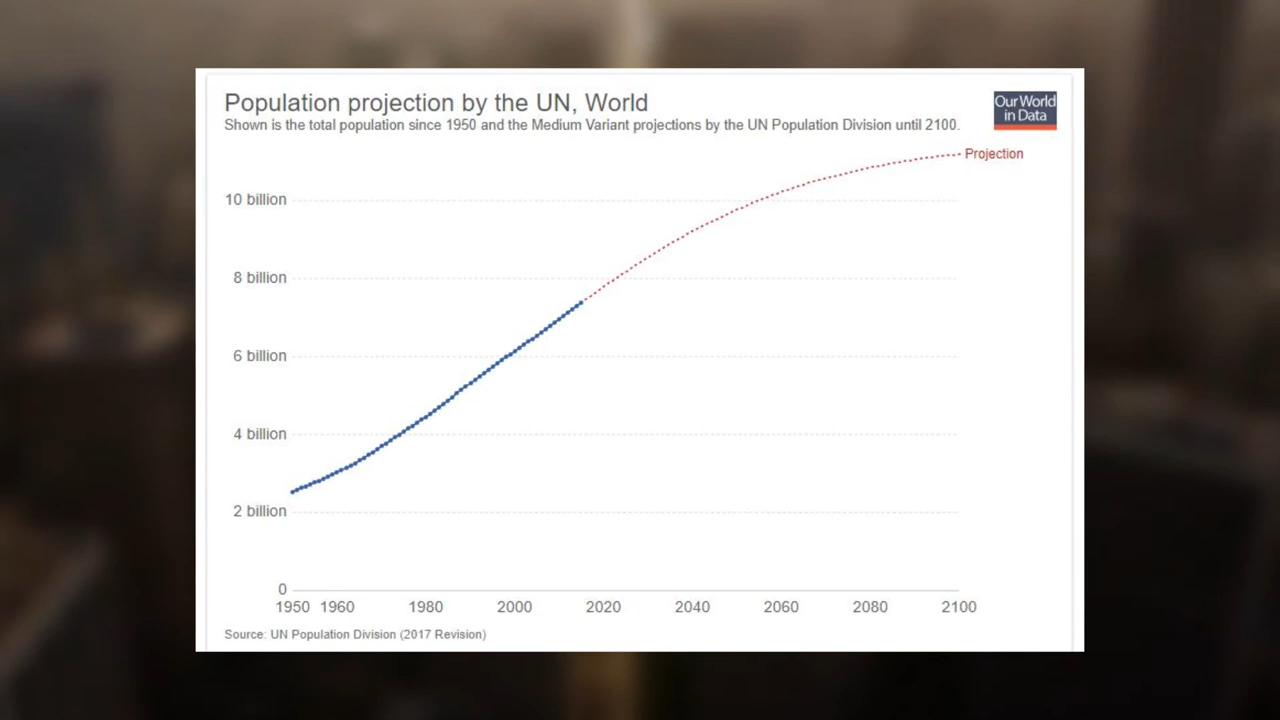 Population projection by the UN, World
Shown is the total population since 1950 and the Medium Variant projections by the UN Population Division until 2100.
Our World
in Data
Projection
10 billion
8 billion
6 billion
4 billion
2 billion
0
1950 1960 1980 2000 2020 2040 2060 2080 2100
Source: UN Population Division (2017 Revision)